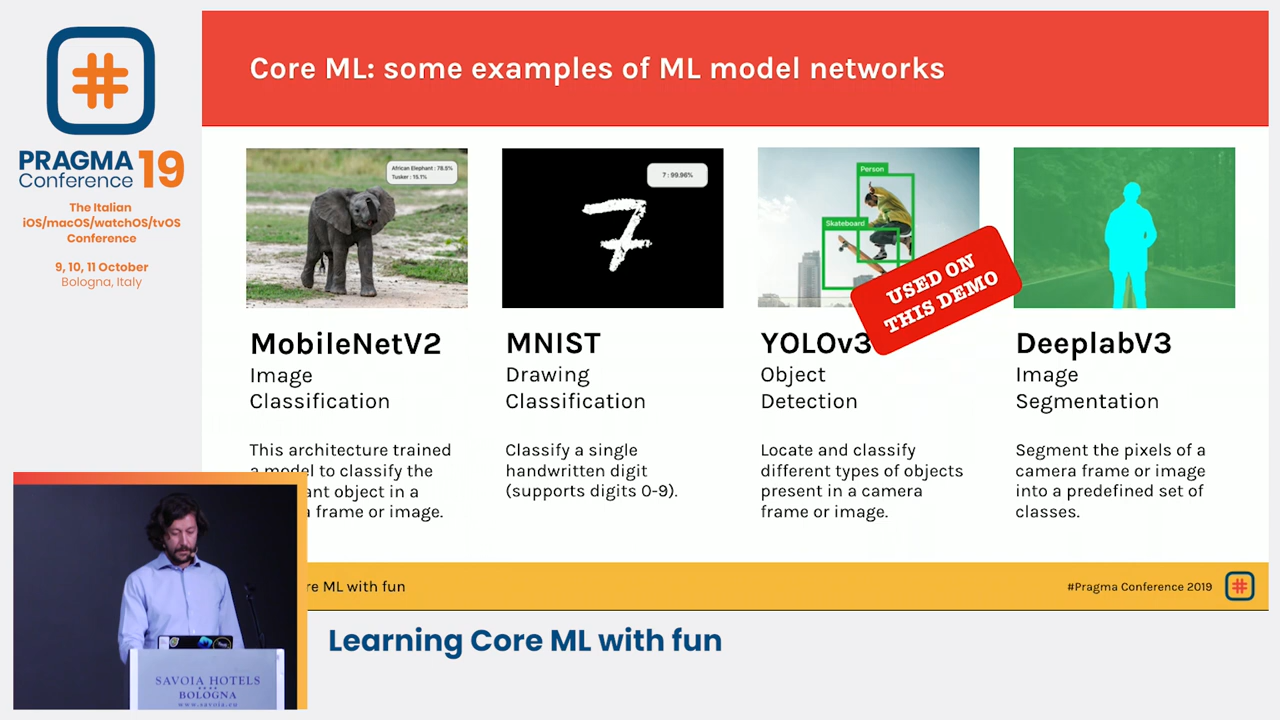 PRAGMA 19
Conference
The Italian
iOS/macOS/watchOS/tvOS
Conference
9, 10, 11 October
Bologna, Italy
Core ML: some examples of ML model networks
African Elephant : 78.5%
Tusker : 15.1%
7 : 99.96%
Person
Skateboard
USED ON
THIS DEMO
MobileNetV2
Image
Classification
This architecture trained
a model to classify the
object in a
frame or image.
MNIST
Drawing
Classification
Classify a single
handwritten digit
(supports digits 0-9).
YOLOv3
Object
Detection
Locate and classify
different types of objects
present in a camera
frame or image.
DeeplabV3
Image
Segmentation
Segment the pixels of a
camera frame or image
into a predefined set of
classes.
ML with fun
#Pragma Conference 2019
Learning Core ML with fun
SAVOIA HOTELS
BOLOGNA
www.savoia.eu